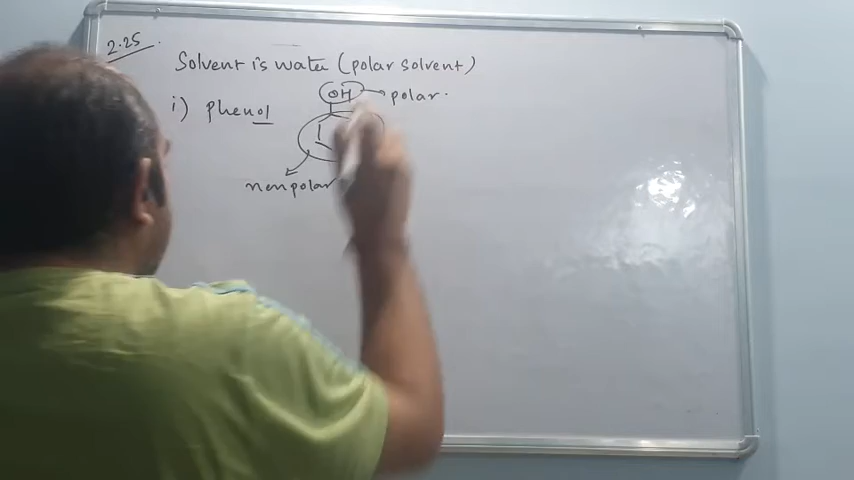 2.25
Solvent is water (polar solvent)
OH → polar.
i) phenol
nonpolar